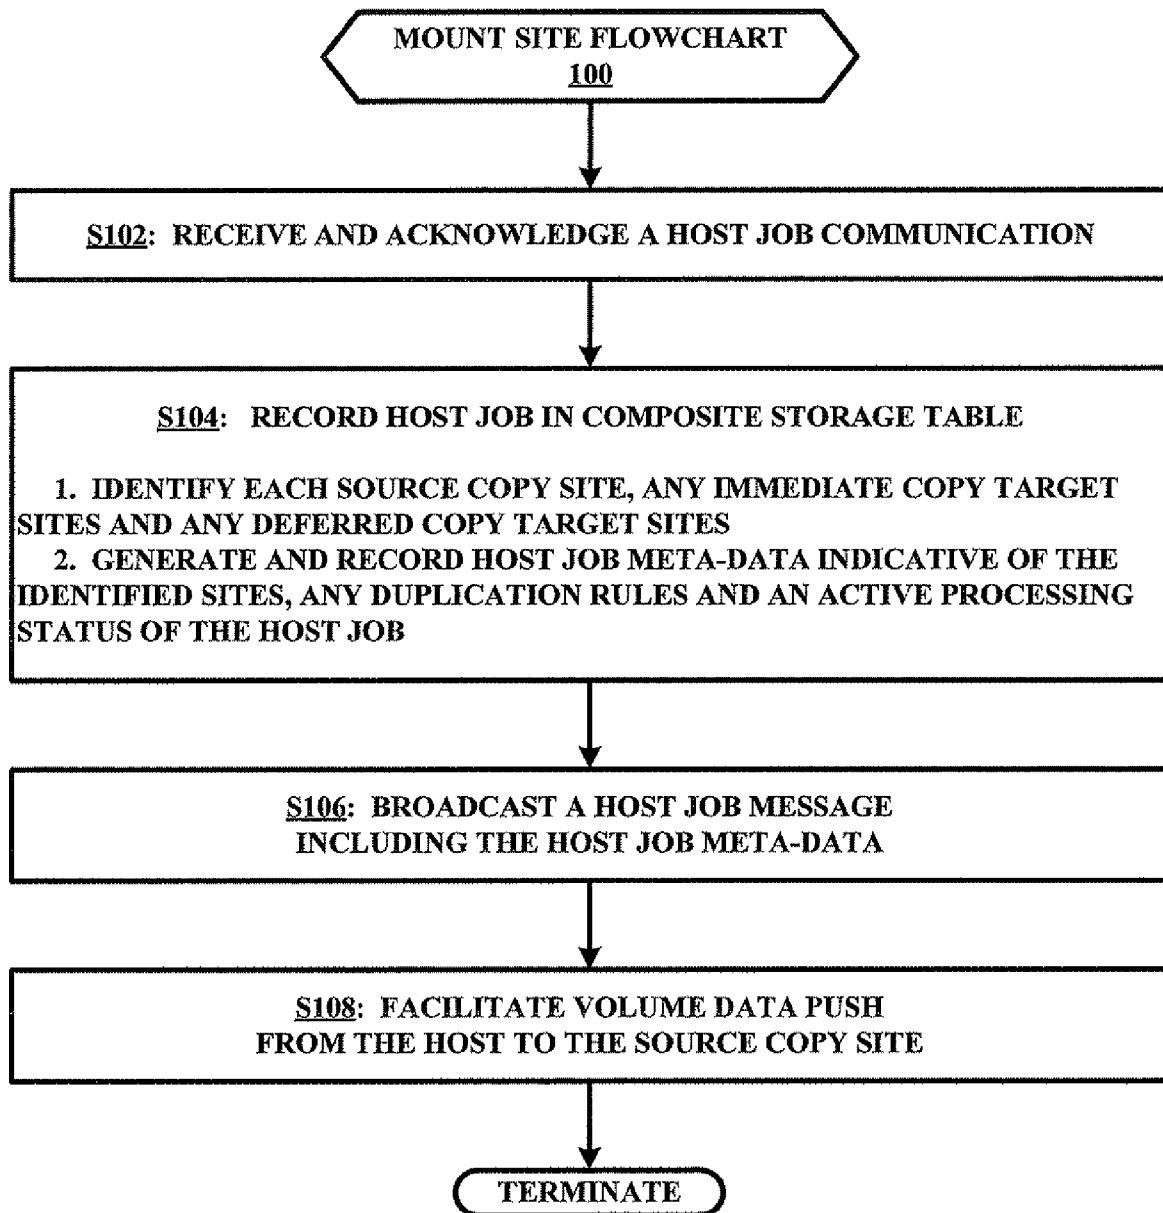 MOUNT SITE FLOWCHART
100
S102: RECEIVE AND ACKNOWLEDGE A HOST JOB COMMUNICATION
S104: RECORD HOST JOB IN COMPOSITE STORAGE TABLE
1. IDENTIFY EACH SOURCE COPY SITE, ANY IMMEDIATE COPY TARGET
SITES AND ANY DEFERRED COPY TARGET SITES
2. GENERATE AND RECORD HOST JOB META-DATA INDICATIVE OF THE
IDENTIFIED SITES, ANY DUPLICATION RULES AND AN ACTIVE PROCESSING
STATUS OF THE HOST JOB
S106: BROADCAST A HOST JOB MESSAGE
INCLUDING THE HOST JOB META-DATA
S108: FACILITATE VOLUME DATA PUSH
FROM THE HOST TO THE SOURCE COPY SITE
TERMINATE